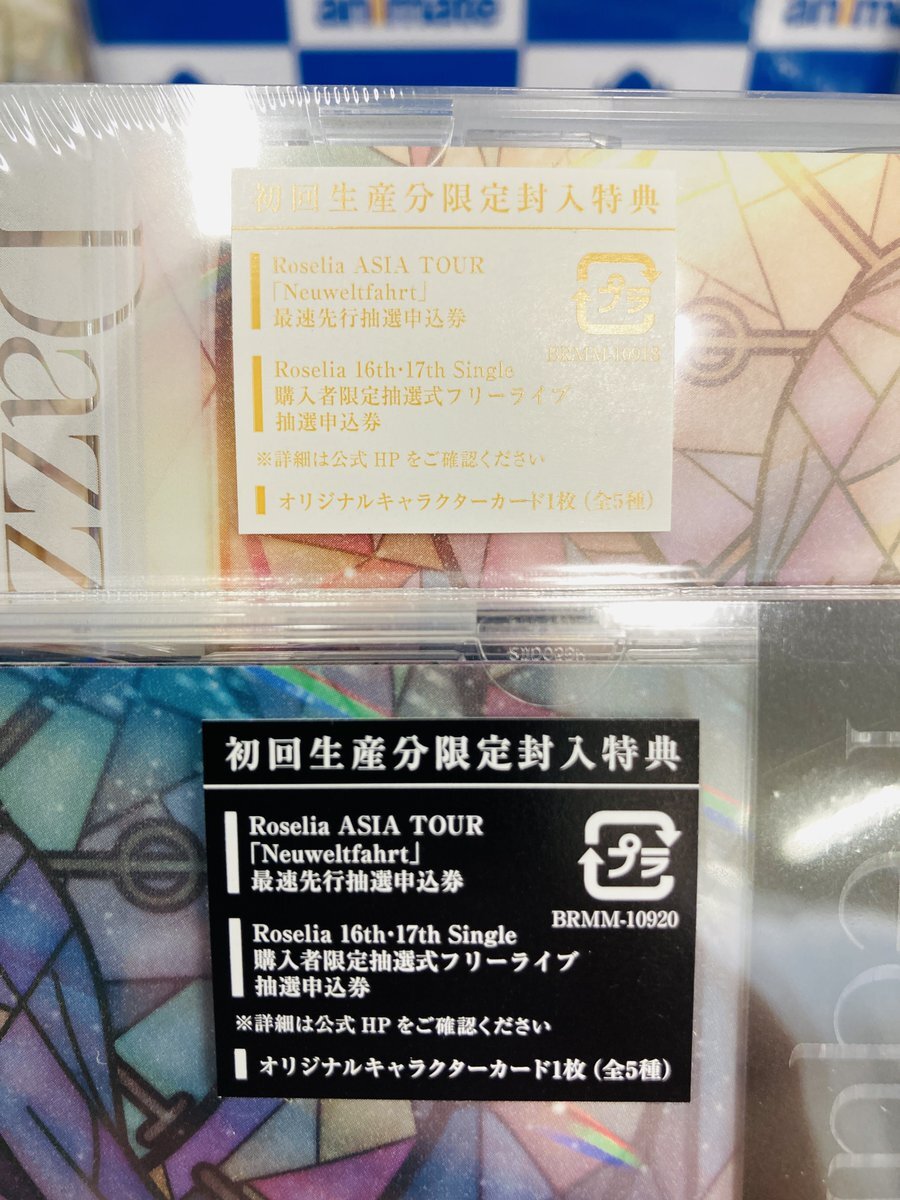 animate
animate
Dazz
初回生産分限定封入特典
Roselia ASIA TOUR
「Neuweltfahrt」
最速先行抽選申込券
プラ
BRMM-10918
Roselia 16th・17th Single
購入者限定抽選式フリーライブ
抽選申込券
※詳細は公式 HP をご確認ください
オリジナルキャラクターカード1枚（全5種）
初回生産分限定封入特典
Roselia ASIA TOUR
「Neuweltfahrt」
最速先行抽選申込券
プラ
BRMM-10920
Roselia 16th・17th Single
購入者限定抽選式フリーライブ
抽選申込券
※詳細は公式 HP をご確認ください
オリジナルキャラクターカード1枚（全5種）